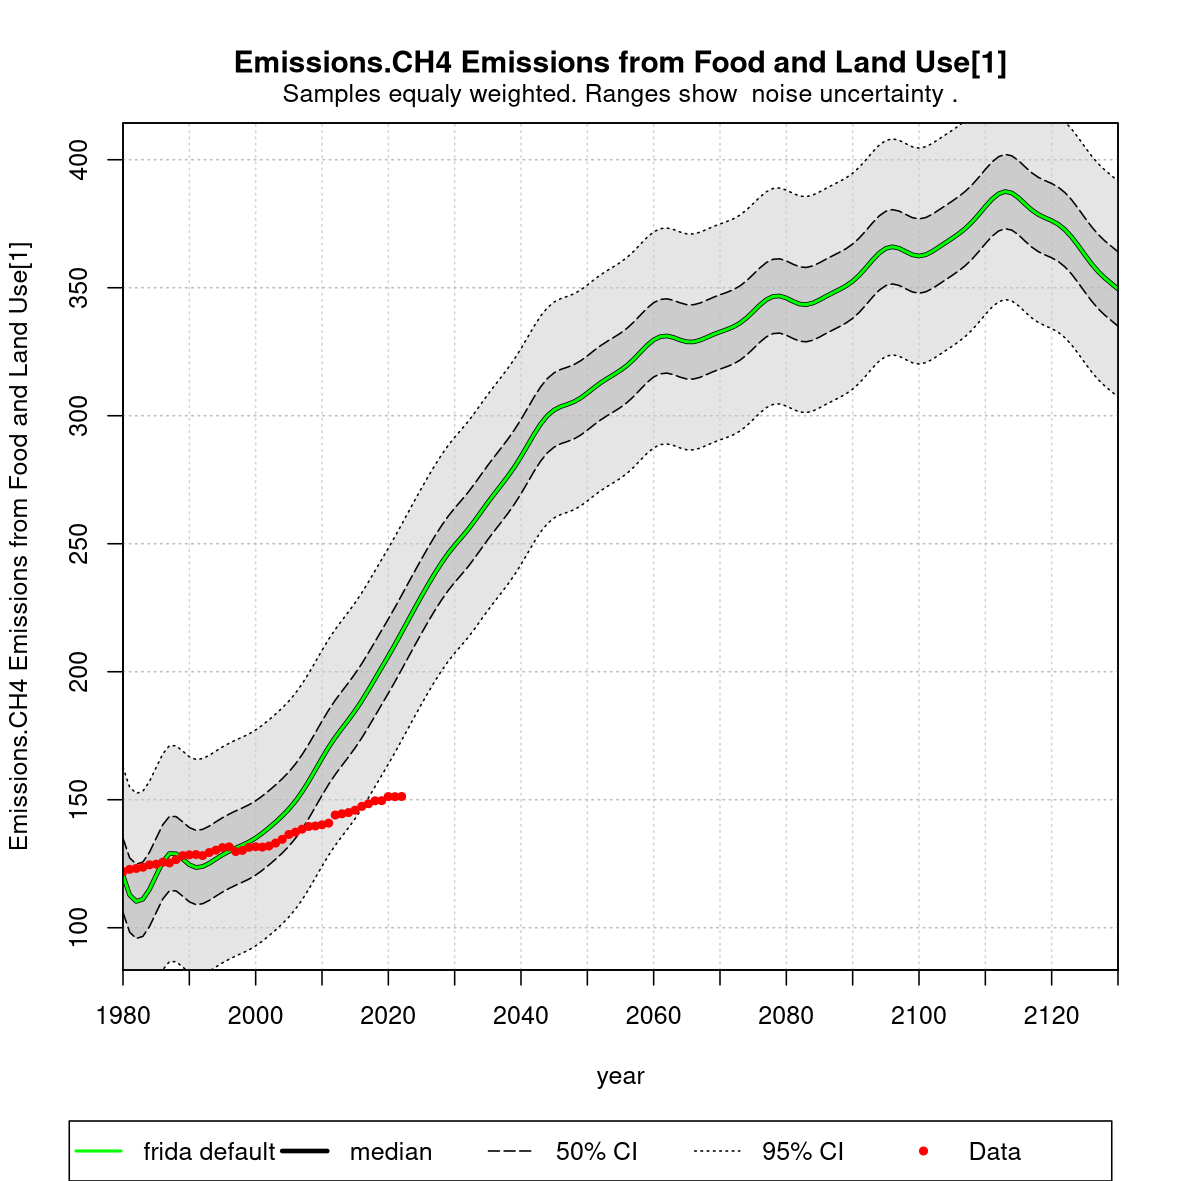 Emissions.CH4 Emissions from Food and Land Use[1]
Samples equaly weighted. Ranges show  noise uncertainty .
Emissions.CH4 Emissions from Food and Land Use[1]
400
350
300
250
200
150
100
1980 2000 2020 2040 2060 2080 2100 2120
year
frida default median 50% CI 95% CI Data